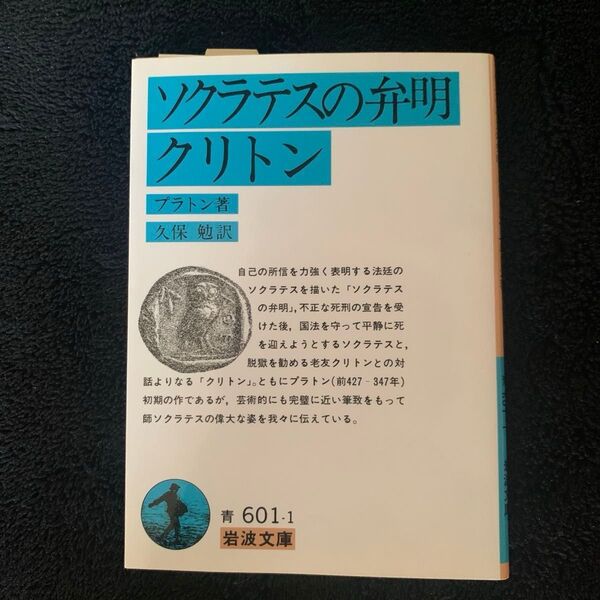 ソクラテスの弁明
クリトン
プラトン著
久保 勉訳
自己の所信を力強く表明する法廷の
ソクラテスを描いた「ソクラテス
の弁明」,不正な死刑の宣告を受
けた後,国法を守って平静に死
を迎えようとするソクラテスと,
脱獄を勧める老友クリトンとの対
話よりなる「クリトン」。ともにプラトン(前427‐347年)
初期の作であるが,芸術的にも完璧に近い筆致をもって
師ソクラテスの偉大な姿を我々に伝えている。
青 601-1
岩波文庫